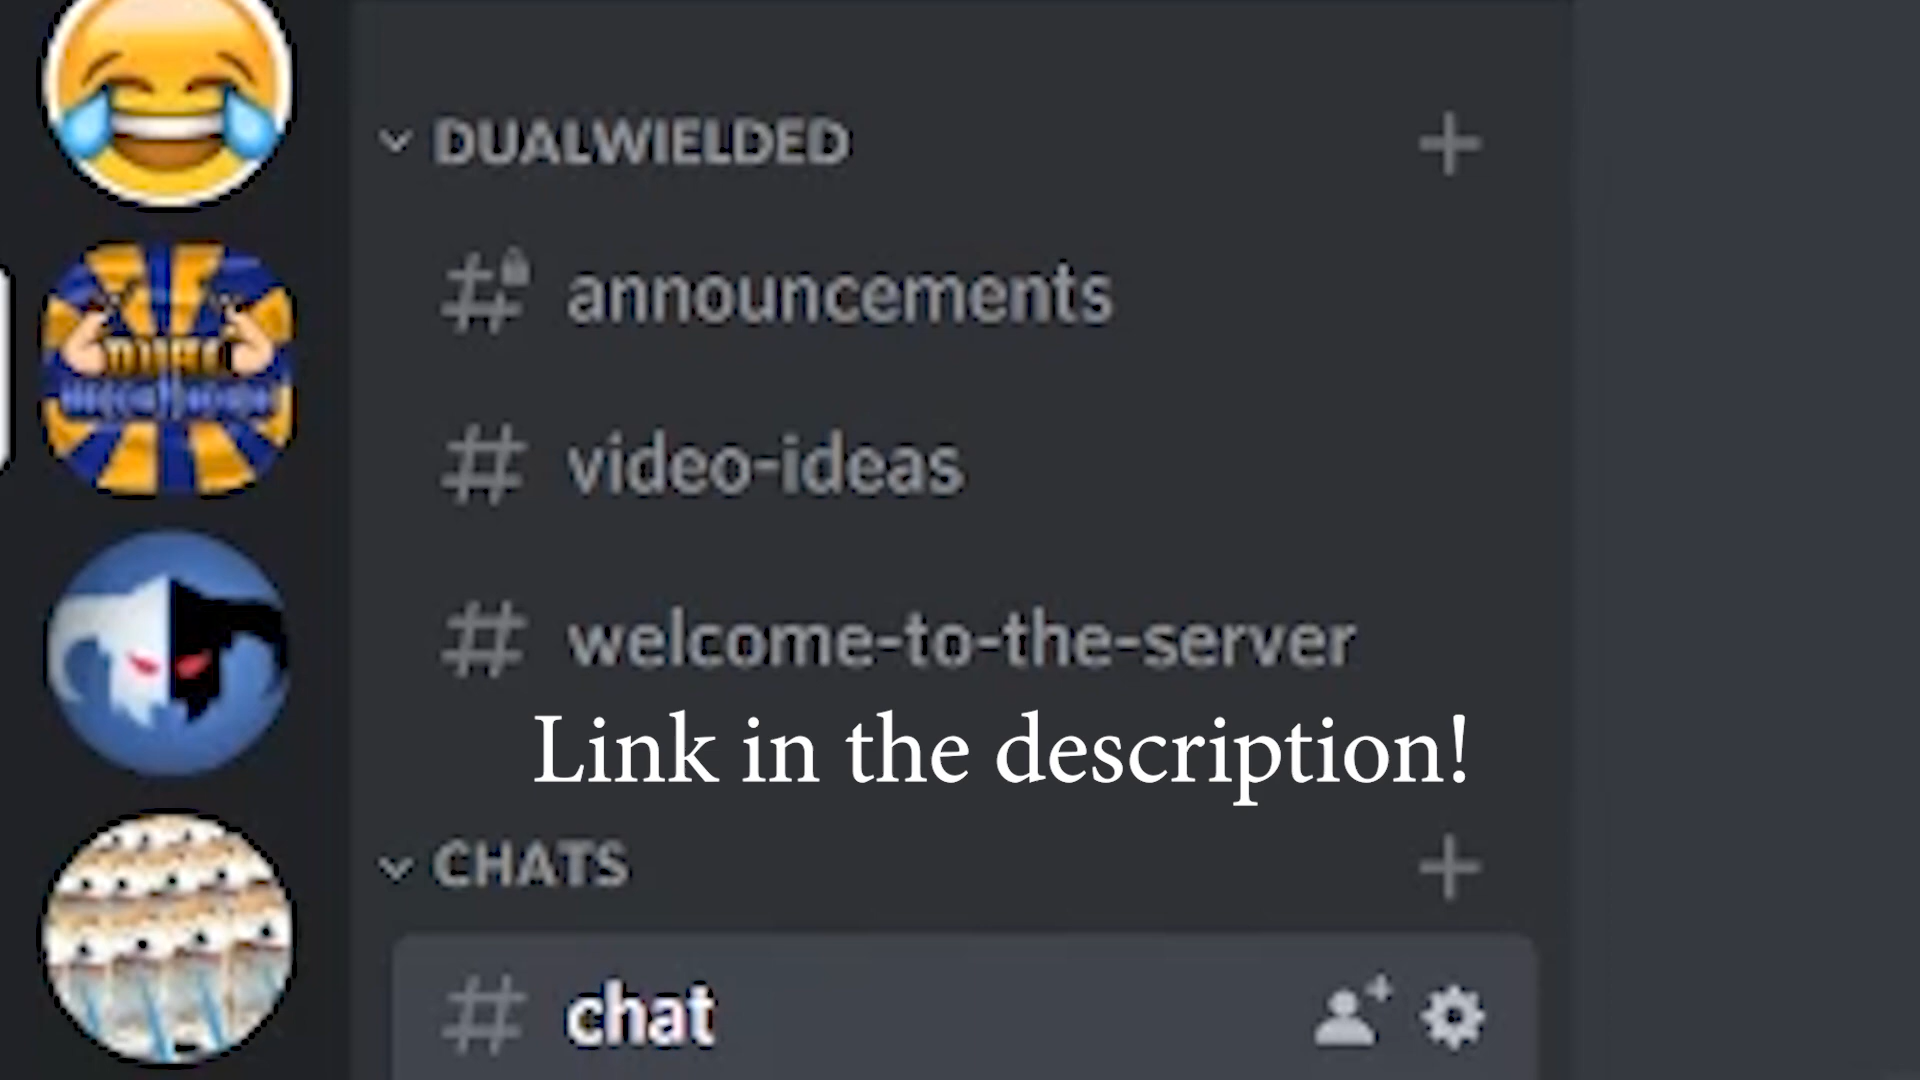 DUALWIELDED
announcements
video-ideas
welcome-to-the-server
Link in the description!
CHATS
chat